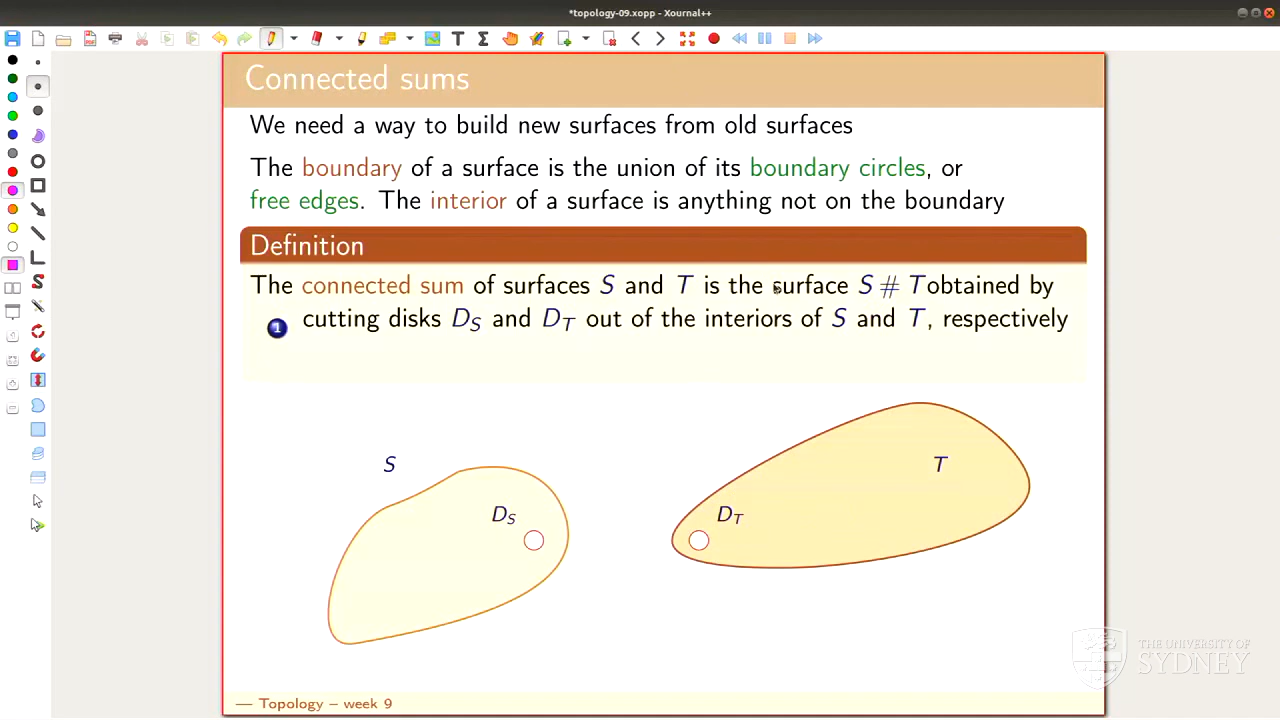 *topology-09.xopp - Xournal++
Connected sums
We need a way to build new surfaces from old surfaces
The boundary of a surface is the union of its boundary circles, or
free edges. The interior of a surface is anything not on the boundary
Definition
The connected sum of surfaces S and T is the surface S # T obtained by
1 cutting disks D_S and D_T out of the interiors of S and T, respectively
S
T
D_S
D_T
THE UNIVERSITY OF
SYDNEY
— Topology – week 9